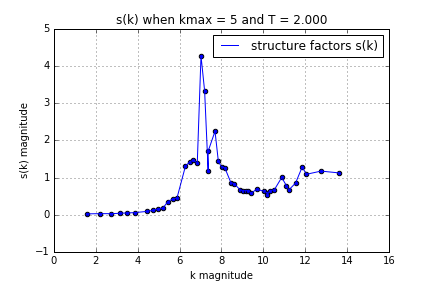 s(k) when kmax = 5 and T = 2.000
structure factors s(k)
s(k) magnitude
5
4
3
2
1
0
−1
0 2 4 6 8 10 12 14 16
k magnitude